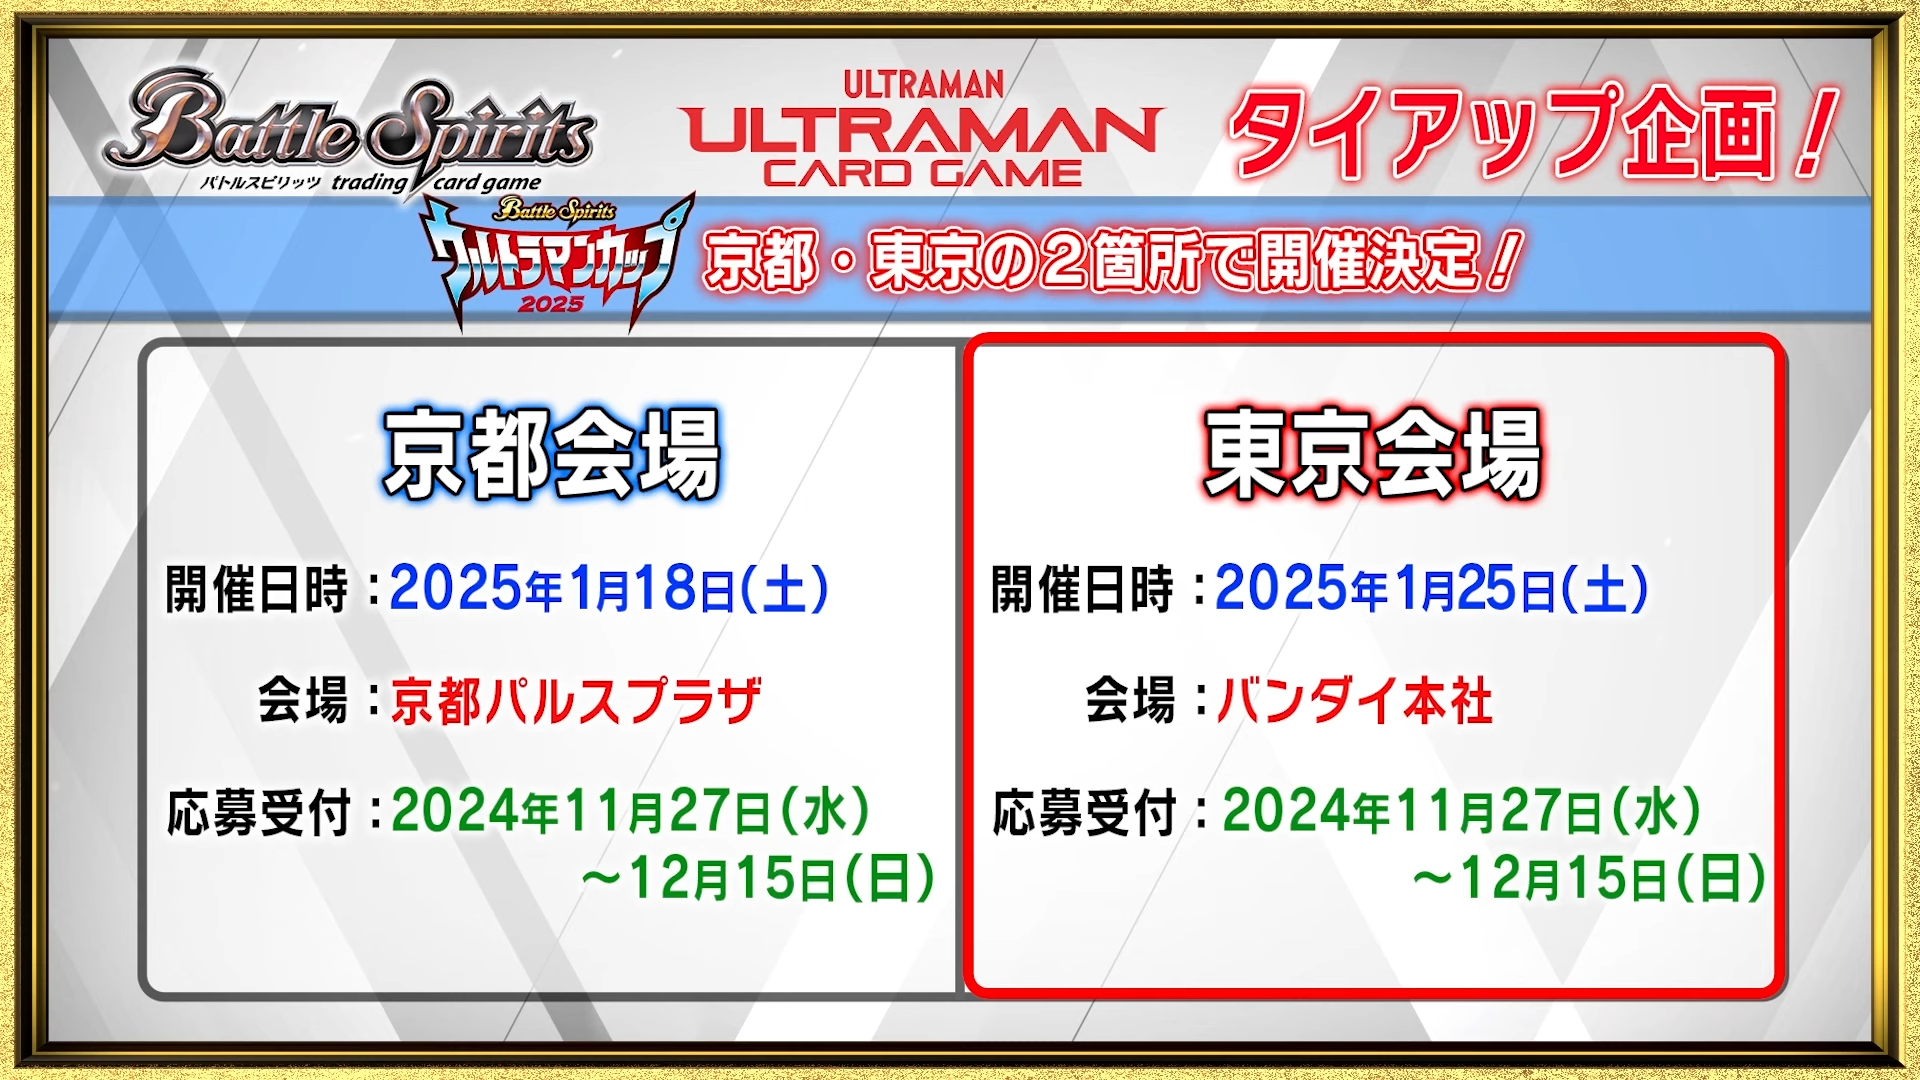 Battle Spirits
バトルスピリッツ trading card game
ULTRAMAN
ULTRAMAN
CARD GAME
タイアップ企画！
Battle Spirits
ウルトラマンカップ
2025
京都・東京の２箇所で開催決定！
京都会場
開催日時：2025年1月18日(土)
会場：京都パルスプラザ
応募受付：2024年11月27日(水)
～12月15日(日)
東京会場
開催日時：2025年1月25日(土)
会場：バンダイ本社
応募受付：2024年11月27日(水)
～12月15日(日)